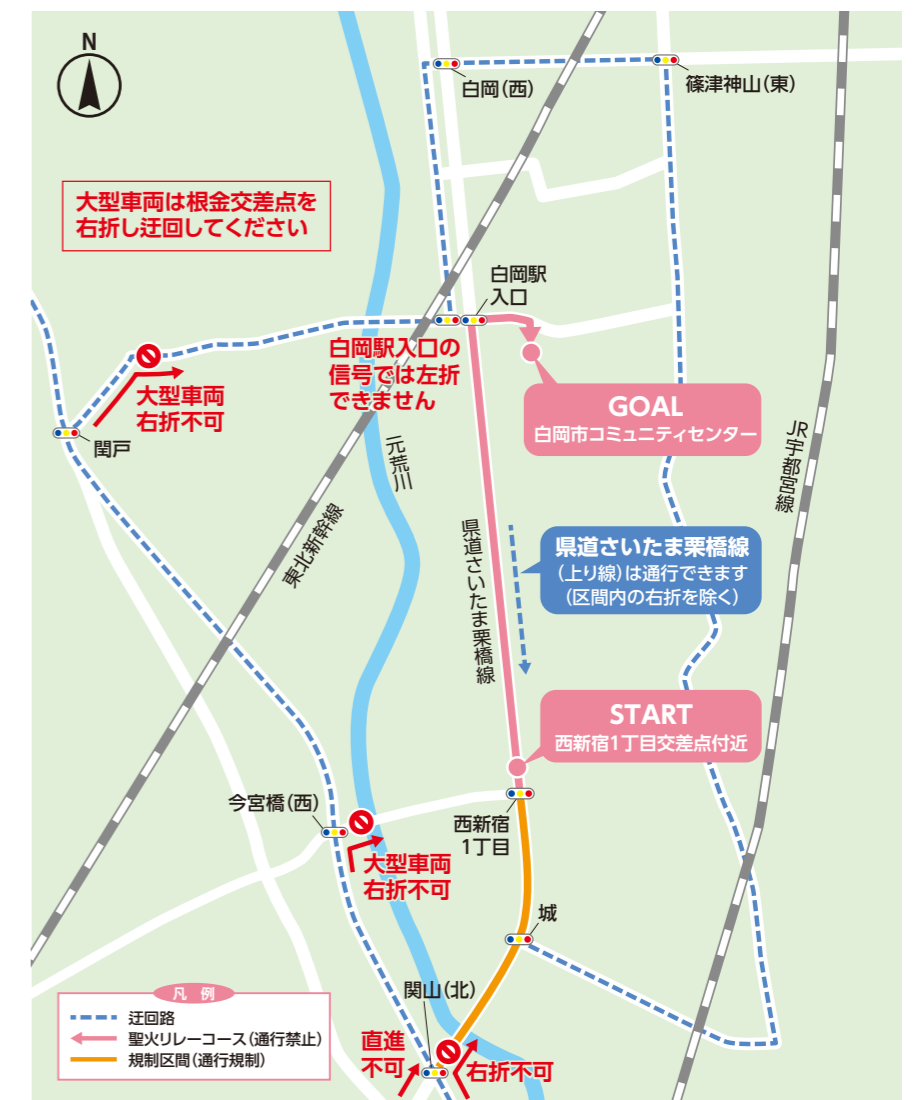 N
白岡(西)
篠津神山(東)
大型車両は根金交差点を
右折し迂回してください
白岡駅
入口
白岡駅入口の
信号では左折
できません
大型車両
右折不可
閏戸
GOAL
白岡市コミュニティセンター
JR宇都宮線
元荒川
東北新幹線
県道さいたま栗橋線
県道さいたま栗橋線
(上り線)は通行できます
(区間内の右折を除く)
START
西新宿1丁目交差点付近
今宮橋(西)
西新宿
1丁目
大型車両
右折不可
城
関山(北)
直進
不可
右折不可
凡 例
迂回路
聖火リレーコース(通行禁止)
規制区間(通行規制)